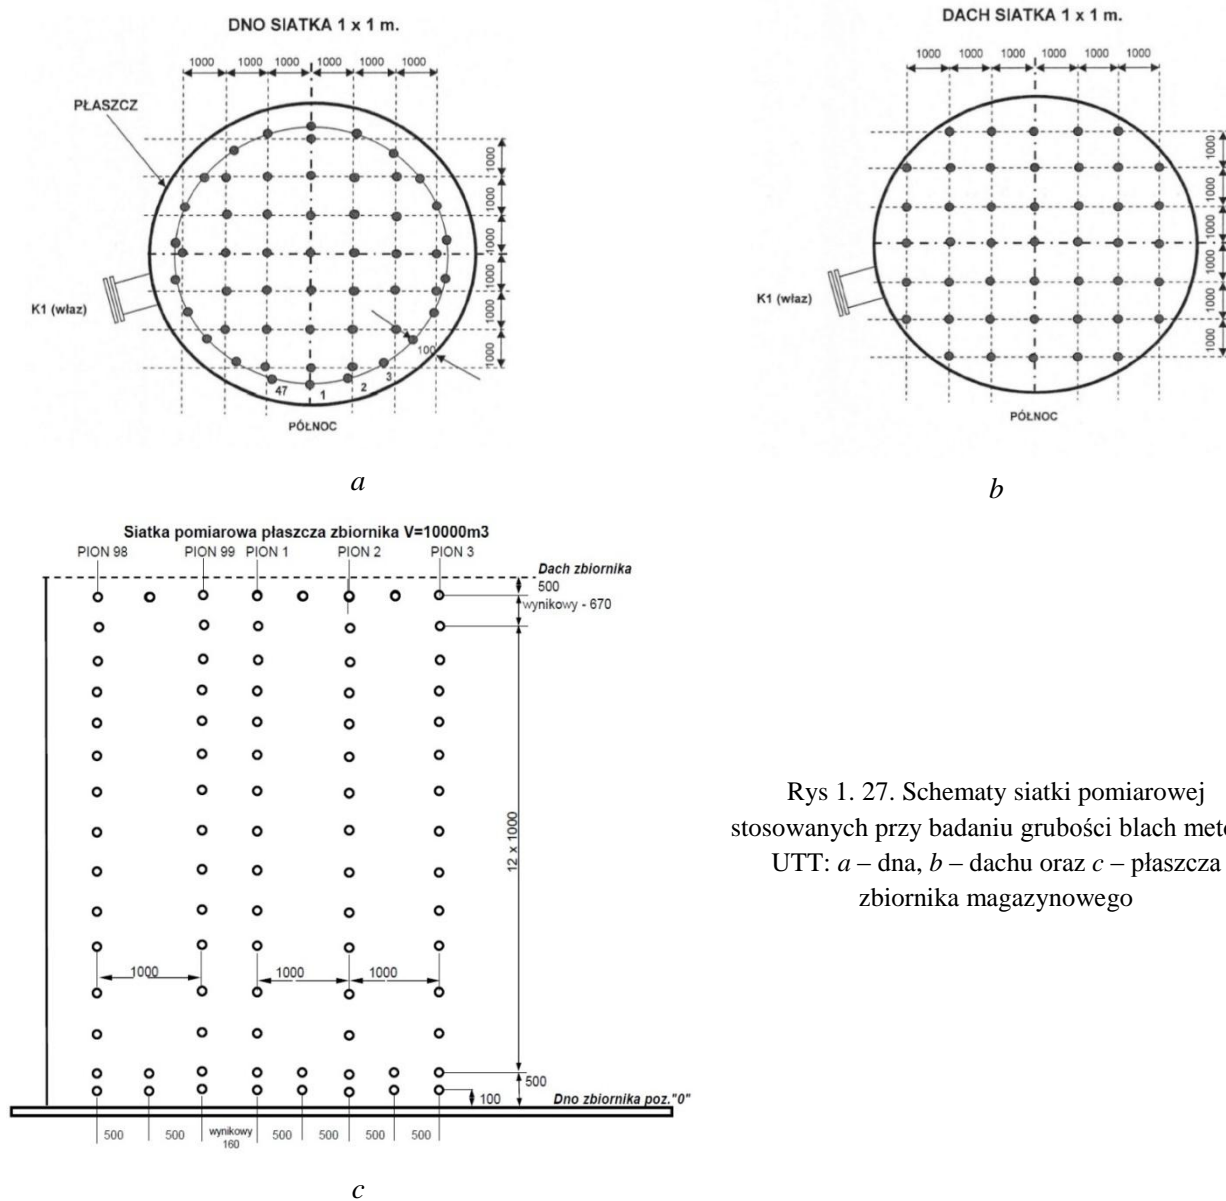 DNO SIATKA 1 x 1 m.
1000 1000 1000 1000 1000 1000
PŁASZCZ
1000
1000
1000
1000
1000
1000
K1 (właz)
100
47 1 2 3
PÓŁNOC
a
DACH SIATKA 1 x 1 m.
1000 1000 1000 1000 1000 1000
1000
1000
1000
1000
1000
1000
K1 (właz)
PÓŁNOC
b
Siatka pomiarowa płaszcza zbiornika V=10000m3
PION 98 PION 99 PION 1 PION 2 PION 3
Dach zbiornika
500
wynikowy - 670
12 x 1000
1000 1000 1000
500
100
Dno zbiornika poz."0"
500 500 wynikowy 160 500 500 500 500
c
Rys 1. 27. Schematy siatki pomiarowej
stosowanych przy badaniu grubości blach
UTT: a – dna, b – dachu oraz c – płaszcza
zbiornika magazynowego